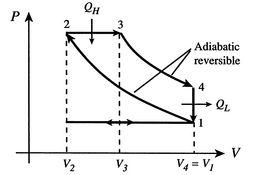 P
2
3
Q_H
Adiabatic
reversible
4
Q_L
1
V_2
V_3
V_4 = V_1
V